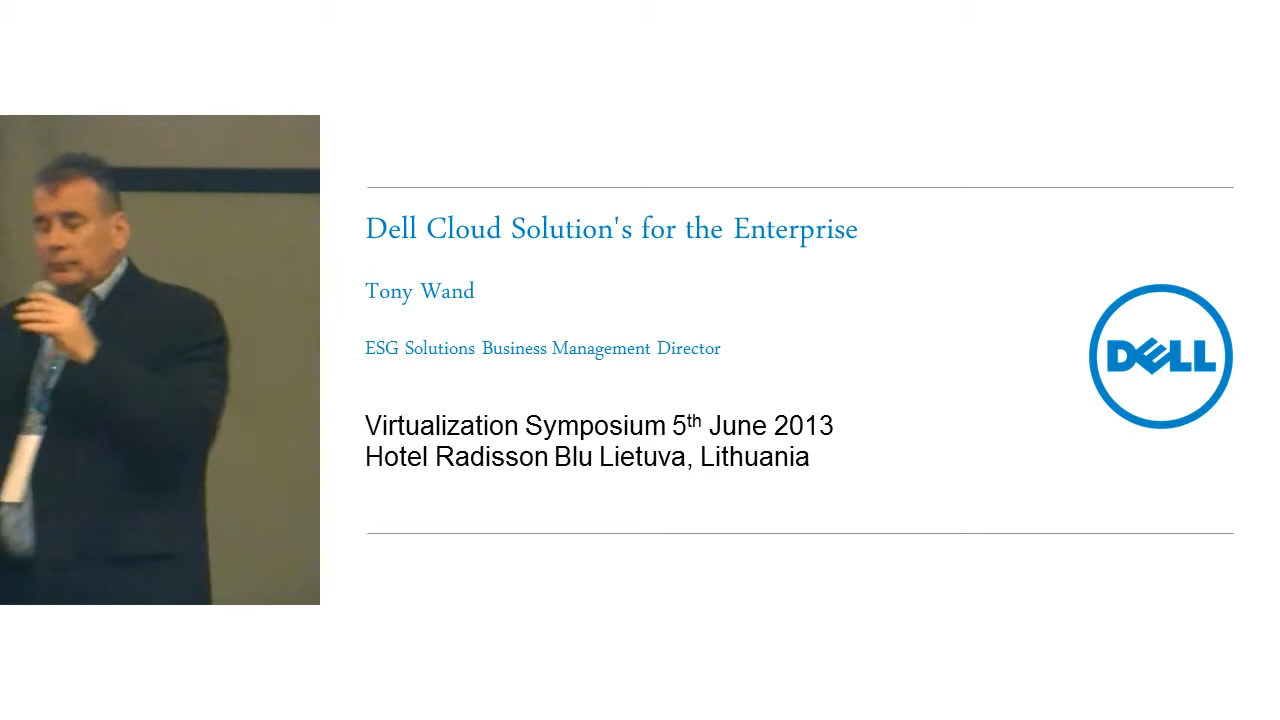 Dell Cloud Solution's for the Enterprise
Tony Wand
ESG Solutions Business Management Director
DELL
Virtualization Symposium 5th June 2013
Hotel Radisson Blu Lietuva, Lithuania